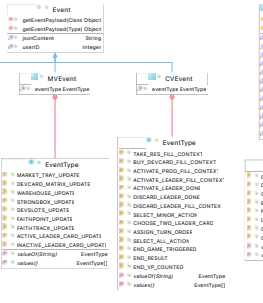 Event
getEventPayload(Class) Object
getEventPayload(Type) Object
jsonContent String
userID Integer
MVEvent
eventType EventType
CVEvent
eventType EventType
EventType
MARKET_TRAY_UPDATE
DEVCARD_MATRIX_UPDATE
WAREHOUSE_UPDATE
STRONGBOX_UPDATE
DEVSLOTS_UPDATE
FAITHPOINT_UPDATE
FAITHTRACK_UPDATE
ACTIVE_LEADER_CARD_UPDATE
INACTIVE_LEADER_CARD_UPDATE
valueOf(String) EventType
values() EventType[]
EventType
TAKE_RES_FILL_CONTEXT
BUY_DEVCARD_FILL_CONTEXT
ACTIVATE_PROD_FILL_CONTEXT
ACTIVATE_LEADER_FILL_CONTEXT
ACTIVATE_LEADER_DONE
DISCARD_LEADER_DONE
DISCARD_LEADER_FILL_CONTEX
SELECT_MINOR_ACTION
CHOOSE_TWO_LEADER_CARD
ASSIGN_TURN_ORDER
SELECT_ALL_ACTION
END_GAME_TRIGGERED
END_RESULT
END_VP_COUNTED
valueOf(String) EventType
values() EventType[]